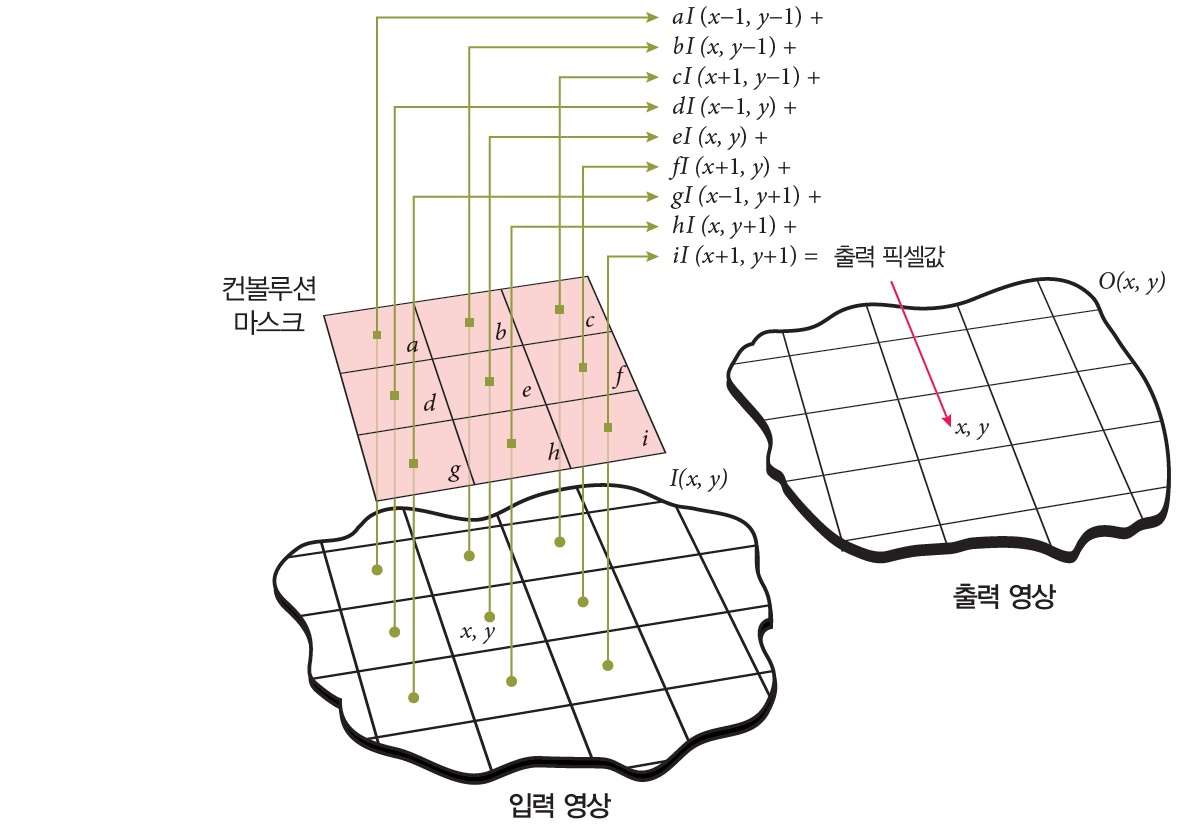 aI (x−1, y−1) +
bI (x, y−1) +
cI (x+1, y−1) +
dI (x−1, y) +
eI (x, y) +
fI (x+1, y) +
gI (x−1, y+1) +
hI (x, y+1) +
iI (x+1, y+1) = 출력 픽셀값
컨볼루션
마스크
a
b
c
d
e
f
g
h
i
O(x, y)
x, y
출력 영상
I(x, y)
x, y
입력 영상